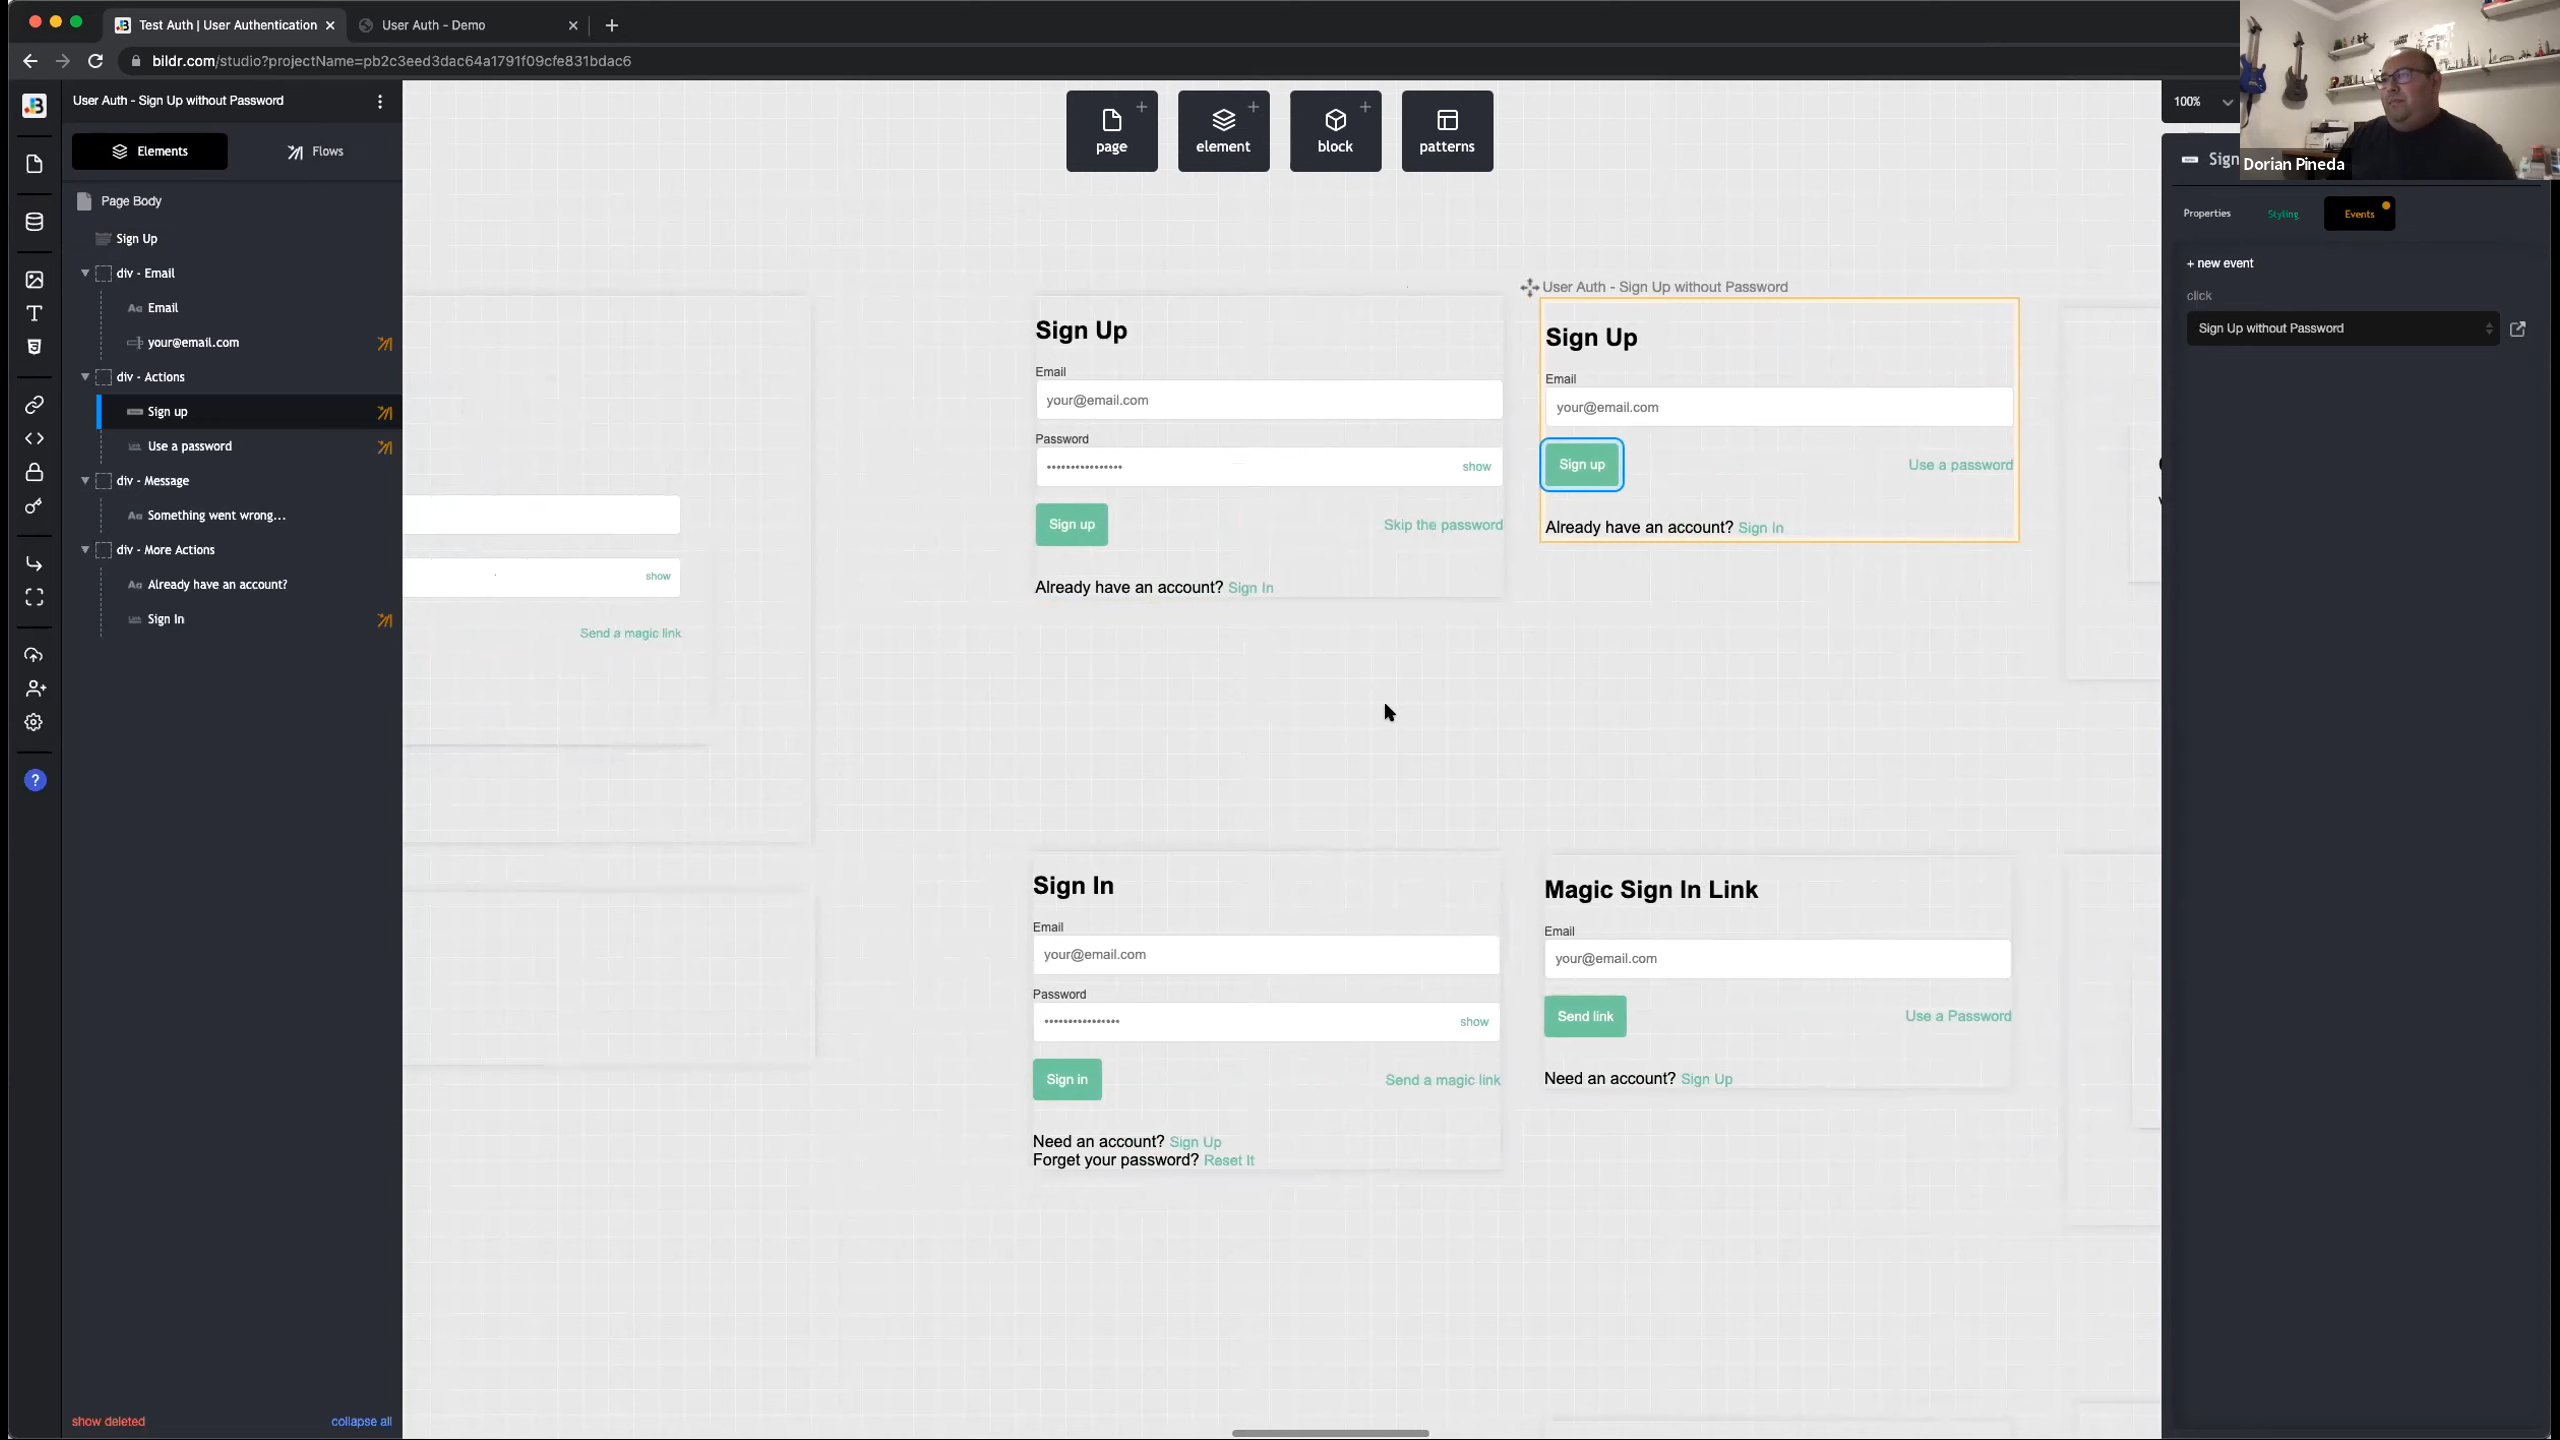 Test Auth | User Authentication
User Auth - Demo
bildr.com/studio?projectName=pb2c3eed3dac64a1791f09cfe831bdac6
User Auth - Sign Up without Password
Elements
Flows
Page Body
Sign Up
div - Email
Email
your@email.com
div - Actions
Sign up
Use a password
div - Message
Something went wrong...
div - More Actions
Already have an account?
Sign In
show deleted
collapse all
page
element
block
patterns
show
Send a magic link
Sign Up
Email
your@email.com
Password
show
Sign up
Skip the password
Already have an account? Sign In
User Auth - Sign Up without Password
Sign Up
Email
your@email.com
Sign up
Use a password
Already have an account? Sign In
Sign In
Email
your@email.com
Password
show
Sign in
Send a magic link
Need an account? Sign Up
Forget your password? Reset It
Magic Sign In Link
Email
your@email.com
Send link
Use a Password
Need an account? Sign Up
100%
Sign
Dorian Pineda
Properties
Styling
Events
+ new event
click
Sign Up without Password